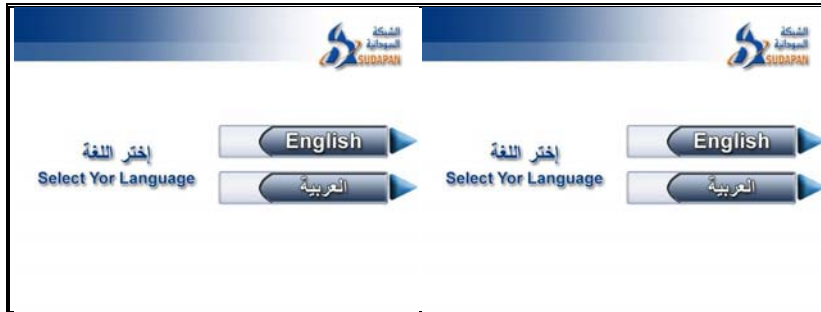 الشبكة
السودانية
SUDAPAN
English
إختر اللغة
Select Yor Language
العربية
الشبكة
السودانية
SUDAPAN
English
إختر اللغة
Select Yor Language
العربية